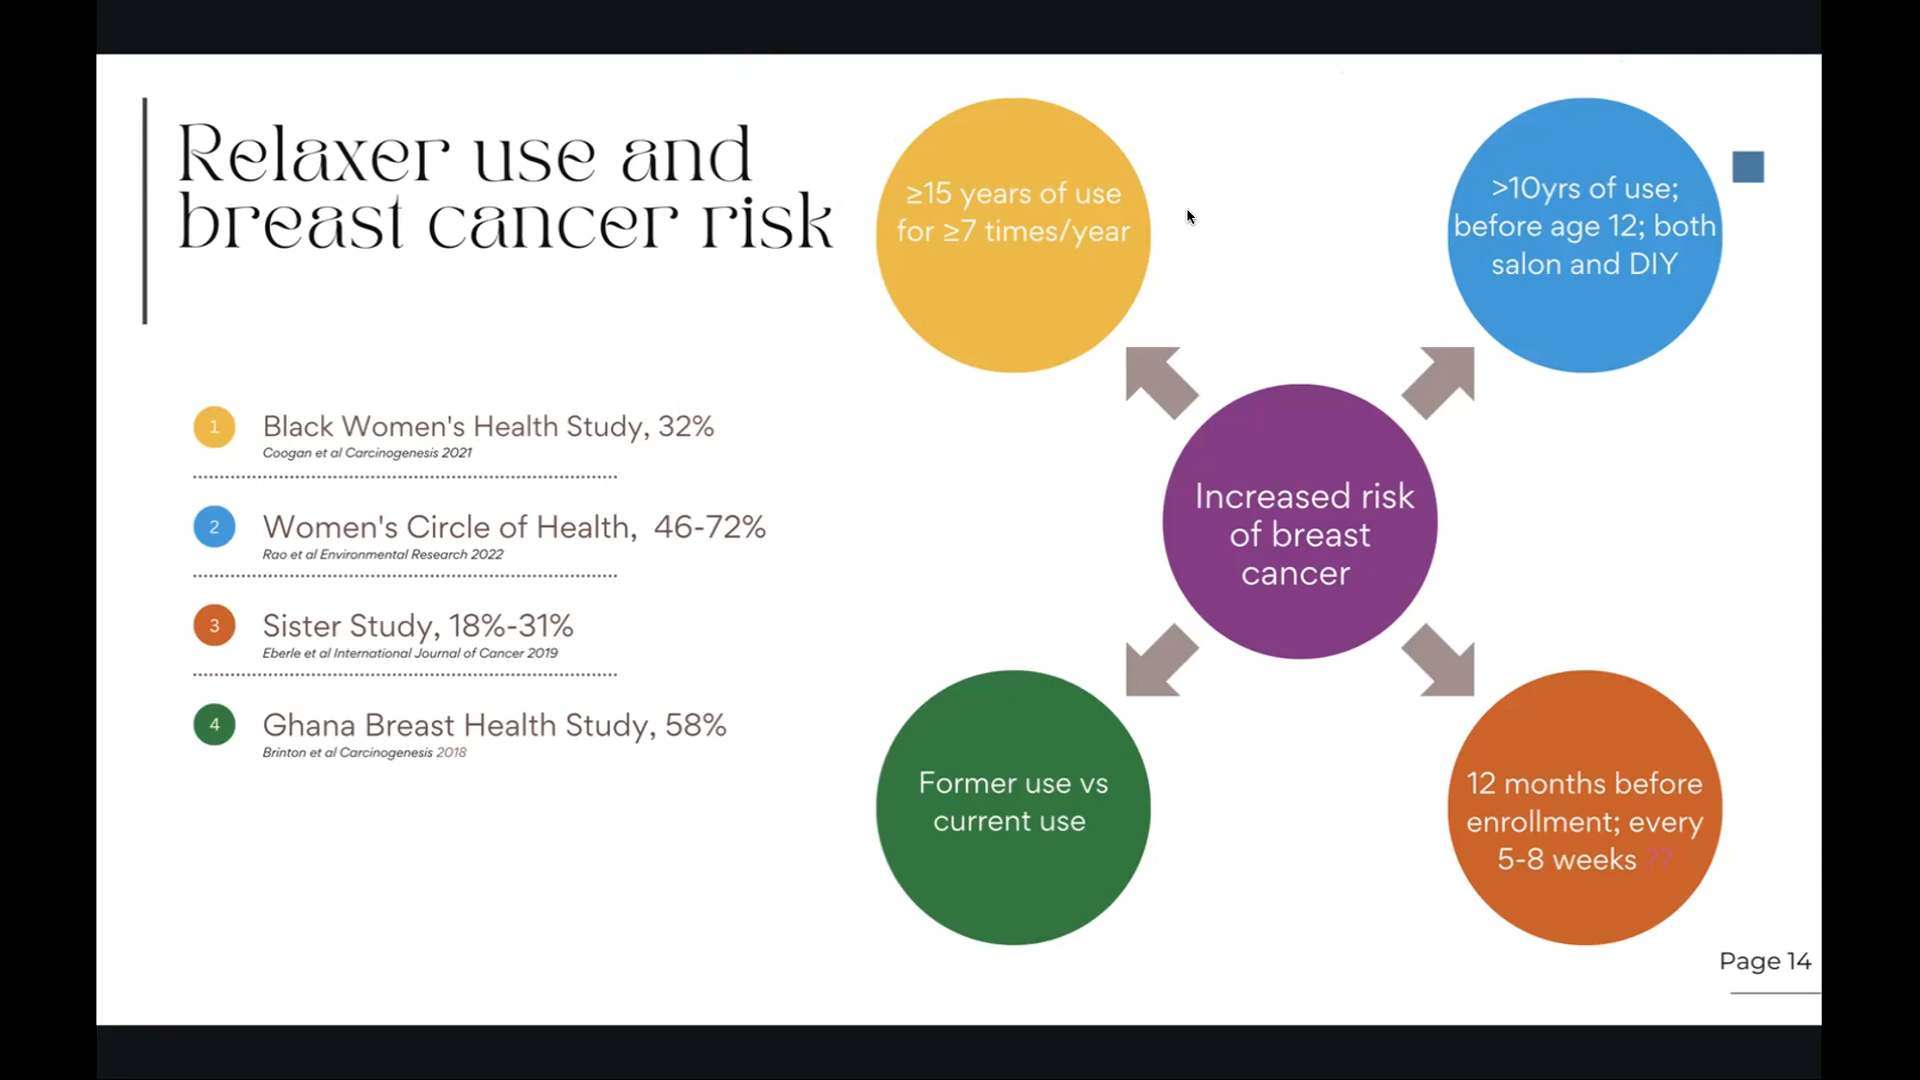 Relaxer use and
breast cancer risk
1
Black Women's Health Study, 32%
Coogan et al Carcinogenesis 2021
2
Women's Circle of Health, 46-72%
Rao et al Environmental Research 2022
3
Sister Study, 18%-31%
Eberle et al International Journal of Cancer 2019
4
Ghana Breast Health Study, 58%
Brinton et al Carcinogenesis 2018
≥15 years of use
for ≥7 times/year
>10yrs of use;
before age 12; both
salon and DIY
Increased risk
of breast
cancer
Former use vs
current use
12 months before
enrollment; every
5-8 weeks ??
Page 14